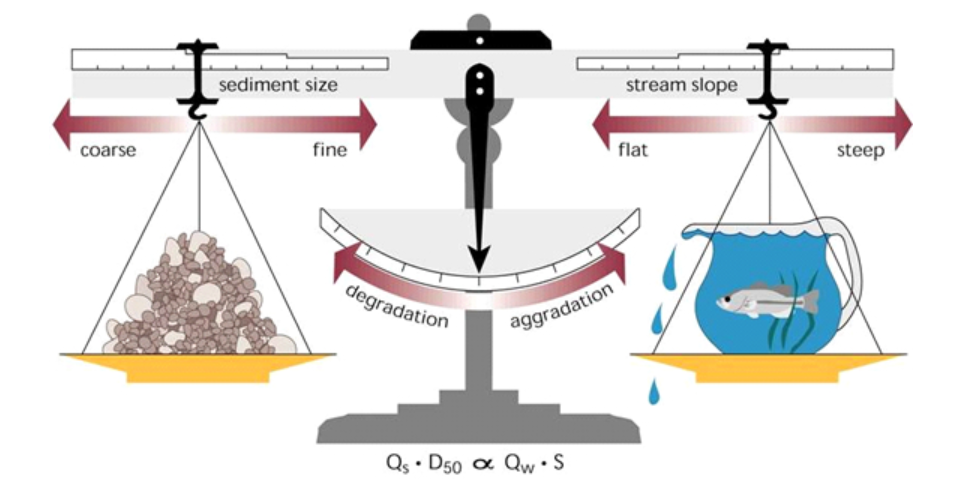 sediment size
stream slope
coarse
fine
flat
steep
degradation
aggradation
Qs • D50 ∝ Qw • S